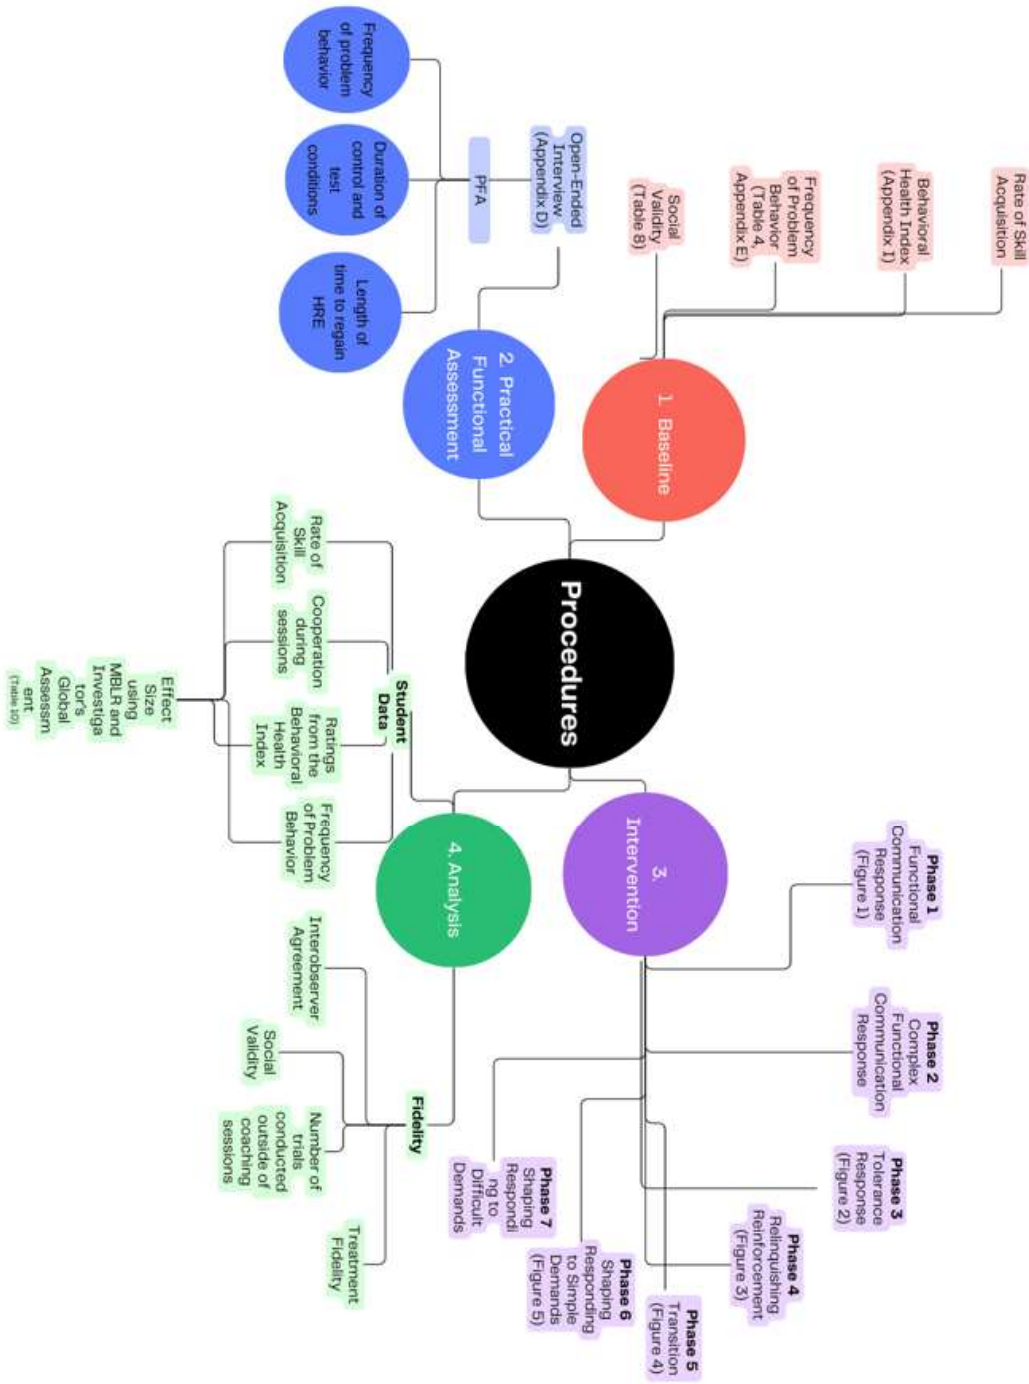 Procedures
1. Baseline
Rate of Skill
Acquisition
Behavioral
Health Index
(Appendix I)
Frequency
of Problem
Behavior
(Table 4,
Appendix E)
Social
Validity
(Table 8)
2. Practical
Functional
Assessment
Open-Ended
Interview
(Appendix D)
PFA
Frequency
of problem
behavior
Duration of
control and
test
conditions
Length of
time to regain
HRE
3.
Intervention
Phase 1
Functional
Communication
Response
(Figure 1)
Phase 2
Complex
Functional
Communication
Response
Phase 3
Tolerance
Response
(Figure 2)
Phase 4
Relinquishing
Reinforcement
(Figure 3)
Phase 5
Transition
(Figure 4)
Phase 6
Shaping
Responding
to Simple
Demands
(Figure 5)
Phase 7
Shaping
Respondi
ng to
Difficult
Demands
4. Analysis
Student
Data
Rate of
Skill
Acquisition
Cooperation
during
sessions
Ratings
from the
Behavioral
Health
Index
Frequency
of Problem
Behavior
Effect
Size
using
MBLR and
Investiga
tor's
Global
Assessm
ent
(Table 10)
Fidelity
Interobserver
Agreement
Social
Validity
Number of
trials
conducted
outside of
coaching
sessions
Treatment
Fidelity